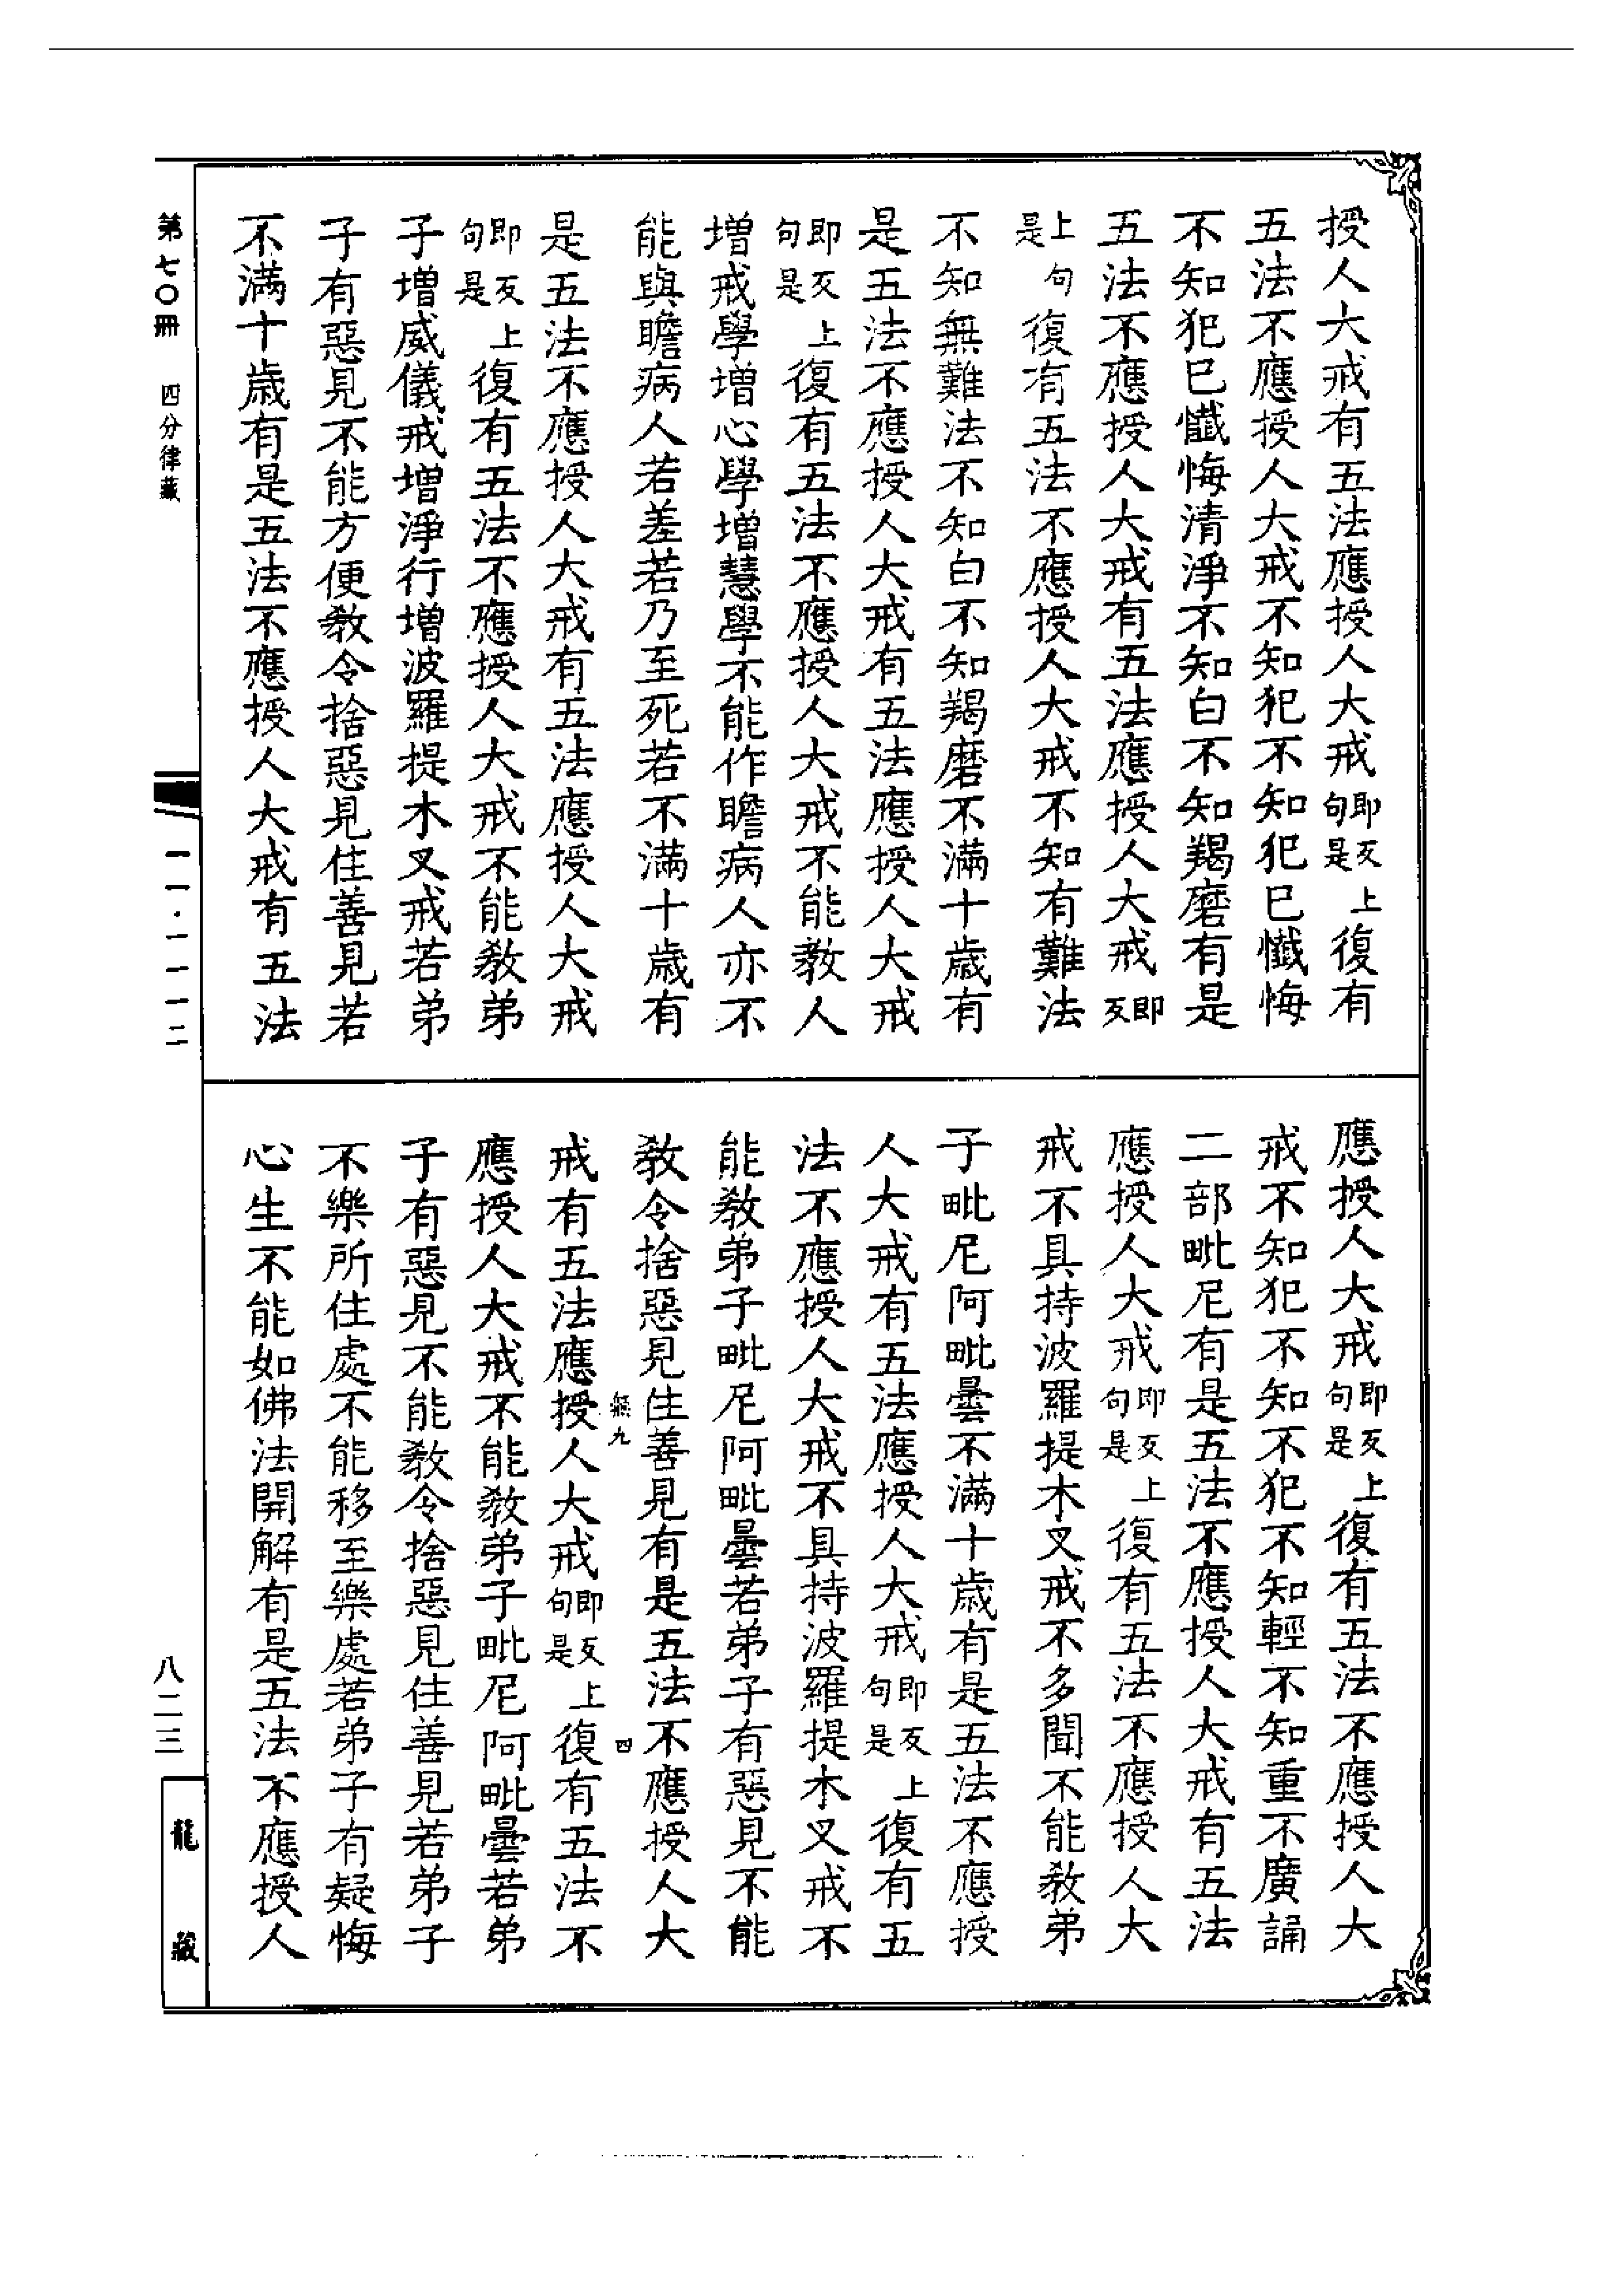 授人大戒有五法應授人大戒即反上句是復有
五法不應授人大戒不知犯不知犯已懺悔
不知犯已懺悔清淨不知白不知羯磨有是
五法不應授人大戒有五法應授人大戒即反
上句是復有五法不應授人大戒不知有難法
不知無難法不知白不知羯磨不滿十歲有
是五法不應授人大戒有五法應授人大戒
即反上句是復有五法不應授人大戒不能教人
增戒學增心學增慧學不能作瞻病人亦不
能與瞻病人若差若乃至死若不滿十歲有
是五法不應授人大戒有五法應授人大戒
即反上句是復有五法不應授人大戒不能教弟
子增威儀戒增淨行增波羅提木叉戒若弟
子有惡見不能方便教令捨惡見住善見若
不滿十歲有是五法不應授人大戒有五法
應授人大戒即反上句是復有五法不應授人大
戒不知犯不知不犯不知輕不知重不廣誦
二部毗尼有是五法不應授人大戒有五法
應授人大戒即反上句是復有五法不應授人大
戒不具持波羅提木叉戒不多聞不能教弟
子毗尼阿毗曇不滿十歲有是五法不應授
人大戒有五法應授人大戒即反上句是復有五
法不應授人大戒不具持波羅提木叉戒不
能教弟子毗尼阿毗曇若弟子有惡見不能
教令捨惡見住善見有是五法不應授人大
九 四
戒有五法應授人大戒即反上句是復有五法不
應授人大戒不能教弟子毗尼阿毗曇若弟
子有惡見不能教令捨惡見住善見若弟子
不樂所住處不能移至樂處若弟子有疑悔
心生不能如佛法開解有是五法不應授人
第七〇冊 四分律藏
一一·一一一二
八二三
龍藏